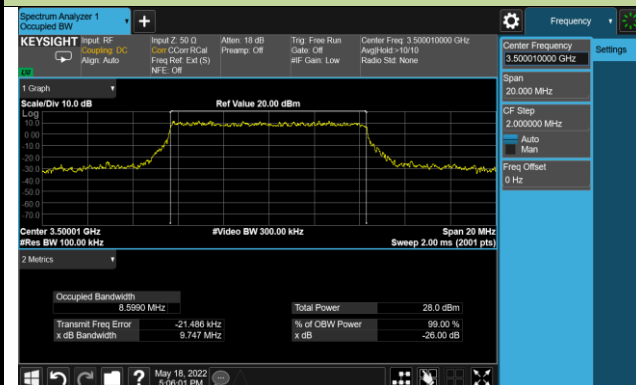 Spectrum Analyzer 1
Occupied BW
Frequency
KEYSIGHT
Input: RF
Coupling: DC
Align: Auto
Input Z: 50 Ω
Corr CCorr RCal
Freq Ref: Ext (S)
NFE: Off
Atten: 18 dB
Preamp: Off
Trig: Free Run
Gate: Off
#IF Gain: Low
Center Freq: 3.500010000 GHz
Avg|Hold:>10/10
Radio Std: None
Center Frequency
3.500010000 GHz
Settings
Span
20.000 MHz
CF Step
2.000000 MHz
Auto
Man
Freq Offset
0 Hz
1 Graph
Scale/Div 10.0 dB
Ref Value 20.00 dBm
Log
10.0
0.00
-10.0
-20.0
-30.0
-40.0
-50.0
-60.0
-70.0
Center 3.50001 GHz
#Video BW 300.00 kHz
Span 20 MHz
#Res BW 100.00 kHz
Sweep 2.00 ms (2001 pts)
2 Metrics
Occupied Bandwidth
8.5990 MHz
Total Power
28.0 dBm
Transmit Freq Error
-21.486 kHz
% of OBW Power
99.00 %
x dB Bandwidth
9.747 MHz
x dB
-26.00 dB
?
May 18, 2022
5:06:01 PM